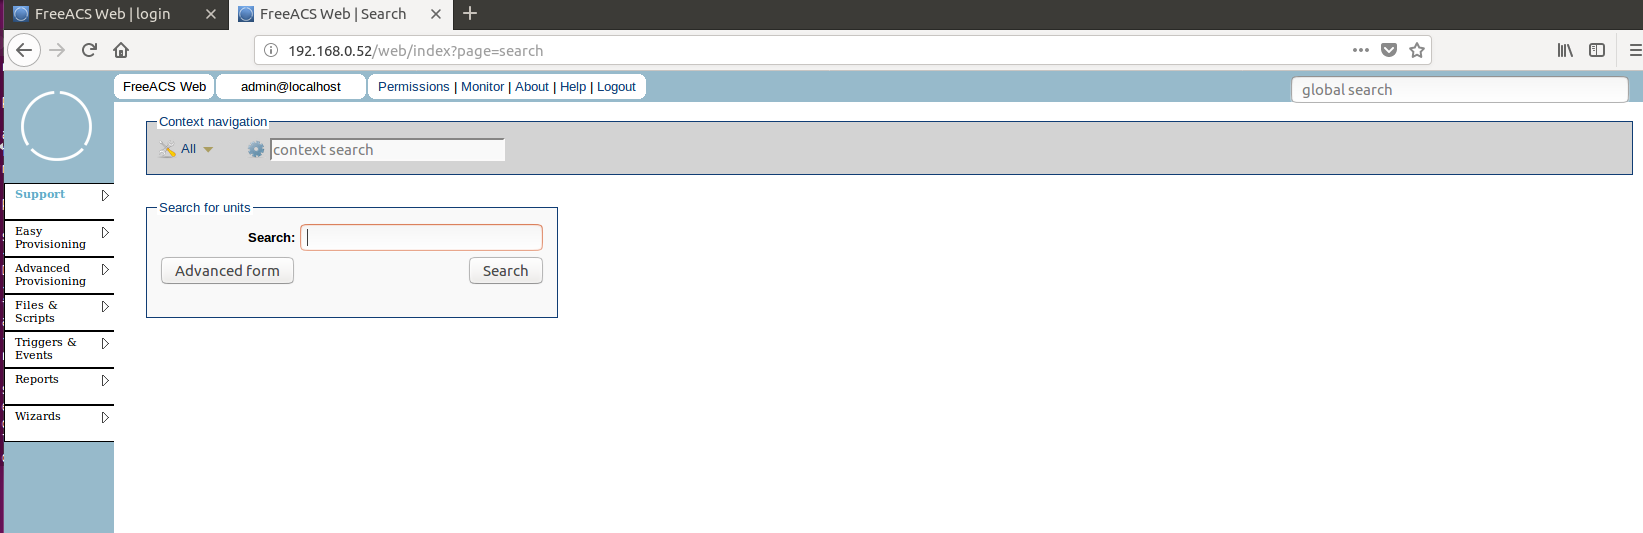 FreeACS Web | login
FreeACS Web | Search
192.168.0.52/web/index?page=search
FreeACS Web
admin@localhost
Permissions | Monitor | About | Help | Logout
global search
Context navigation
All
context search
Support
Easy
Provisioning
Advanced
Provisioning
Files &
Scripts
Triggers &
Events
Reports
Wizards
Search for units
Search:
Advanced form
Search